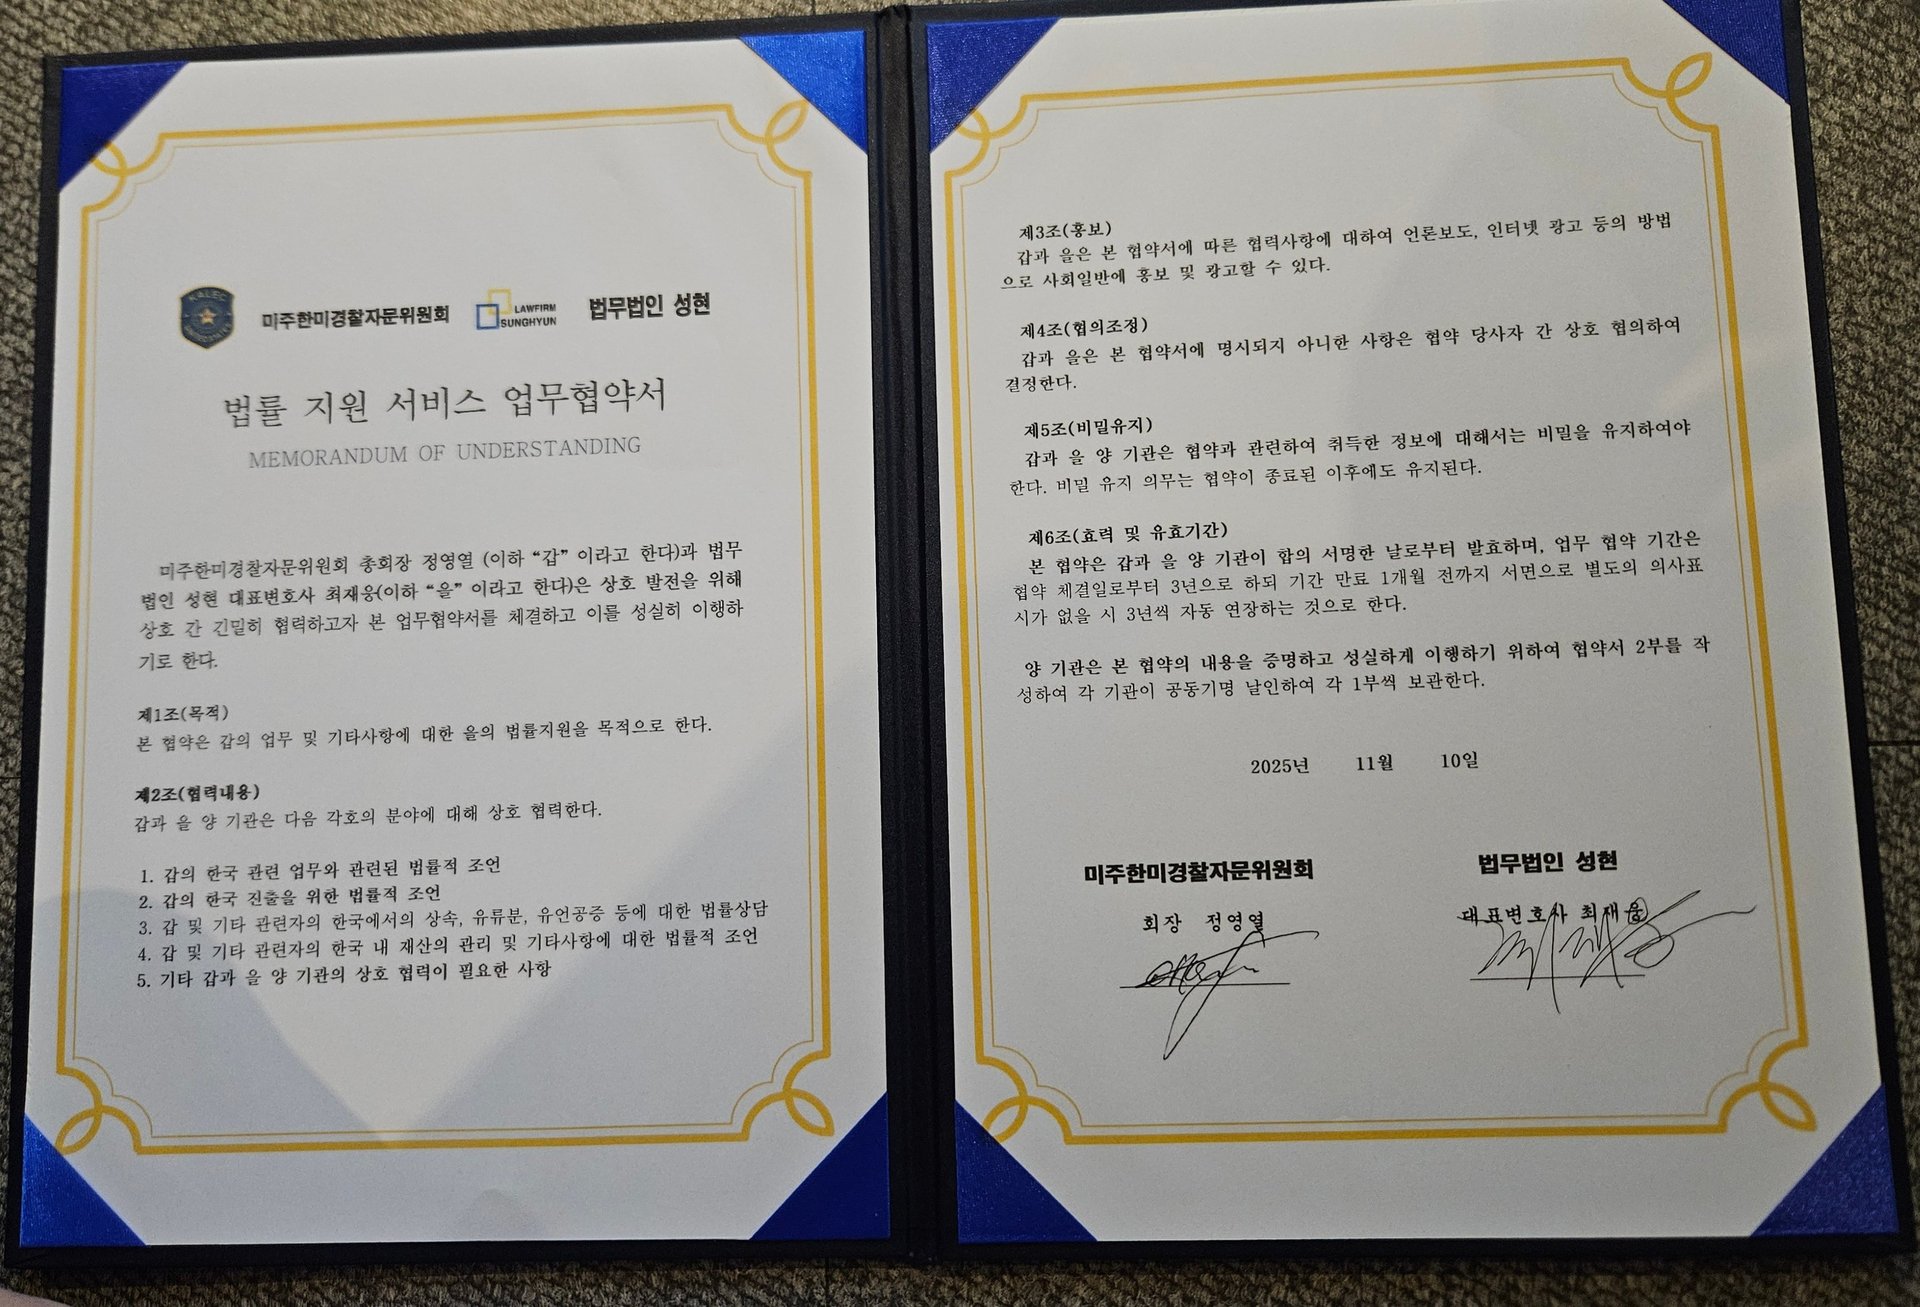 KALEC
미주한미경찰자문위원회
LAWFIRM
SUNGHYUN
법무법인 성현
법률 지원 서비스 업무협약서
MEMORANDUM OF UNDERSTANDING
미주한미경찰자문위원회 총회장 정영열 (이하 “갑” 이라고 한다)과 법무
법인 성현 대표변호사 최재웅(이하 “을” 이라고 한다)은 상호 발전을 위해
상호 간 긴밀히 협력하고자 본 업무협약서를 체결하고 이를 성실히 이행하
기로 한다.
제1조(목적)
본 협약은 갑의 업무 및 기타사항에 대한 을의 법률지원을 목적으로 한다.
제2조(협력내용)
갑과 을 양 기관은 다음 각호의 분야에 대해 상호 협력한다.
1. 갑의 한국 관련 업무와 관련된 법률적 조언
2. 갑의 한국 진출을 위한 법률적 조언
3. 갑 및 기타 관련자의 한국에서의 상속, 유류분, 유언공증 등에 대한 법률상담
4. 갑 및 기타 관련자의 한국 내 재산의 관리 및 기타사항에 대한 법률적 조언
5. 기타 갑과 을 양 기관의 상호 협력이 필요한 사항
제3조(홍보)
갑과 을은 본 협약서에 따른 협력사항에 대하여 언론보도, 인터넷 광고 등의 방법
으로 사회일반에 홍보 및 광고할 수 있다.
제4조(협의조정)
갑과 을은 본 협약서에 명시되지 아니한 사항은 협약 당사자 간 상호 협의하여
결정한다.
제5조(비밀유지)
갑과 을 양 기관은 협약과 관련하여 취득한 정보에 대해서는 비밀을 유지하여야
한다. 비밀 유지 의무는 협약이 종료된 이후에도 유지된다.
제6조(효력 및 유효기간)
본 협약은 갑과 을 양 기관이 합의 서명한 날로부터 발효하며, 업무 협약 기간은
협약 체결일로부터 3년으로 하되 기간 만료 1개월 전까지 서면으로 별도의 의사표
시가 없을 시 3년씩 자동 연장하는 것으로 한다.
양 기관은 본 협약의 내용을 증명하고 성실하게 이행하기 위하여 협약서 2부를 작
성하여 각 기관이 공동기명 날인하여 각 1부씩 보관한다.
2025년 11월 10일
미주한미경찰자문위원회
회장 정영열
법무법인 성현
대표변호사 최재웅
최재웅